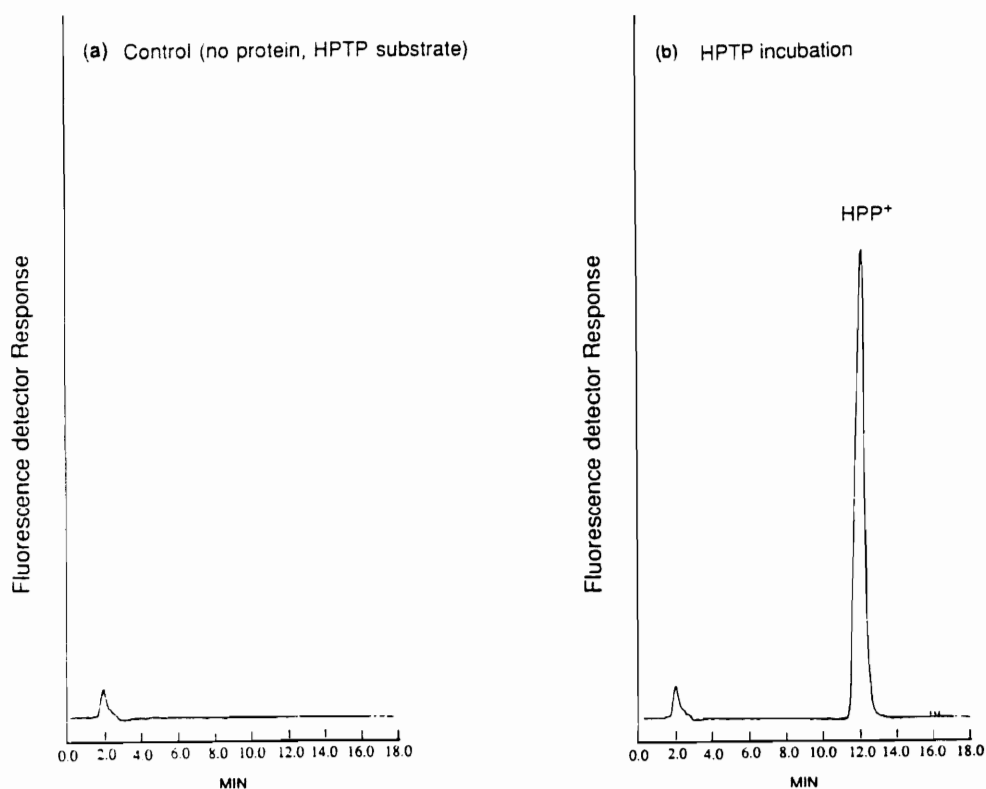 (a) Control (no protein, HPTP substrate)
Fluorescence detector Response
0.0 2.0 4.0 6.0 8.0 10.0 12.0 14.0 16.0 18.0
MIN
(b) HPTP incubation
HPP+
Fluorescence detector Response
0.0 2.0 4.0 6.0 8.0 10.0 12.0 14.0 16.0 18.0
MIN